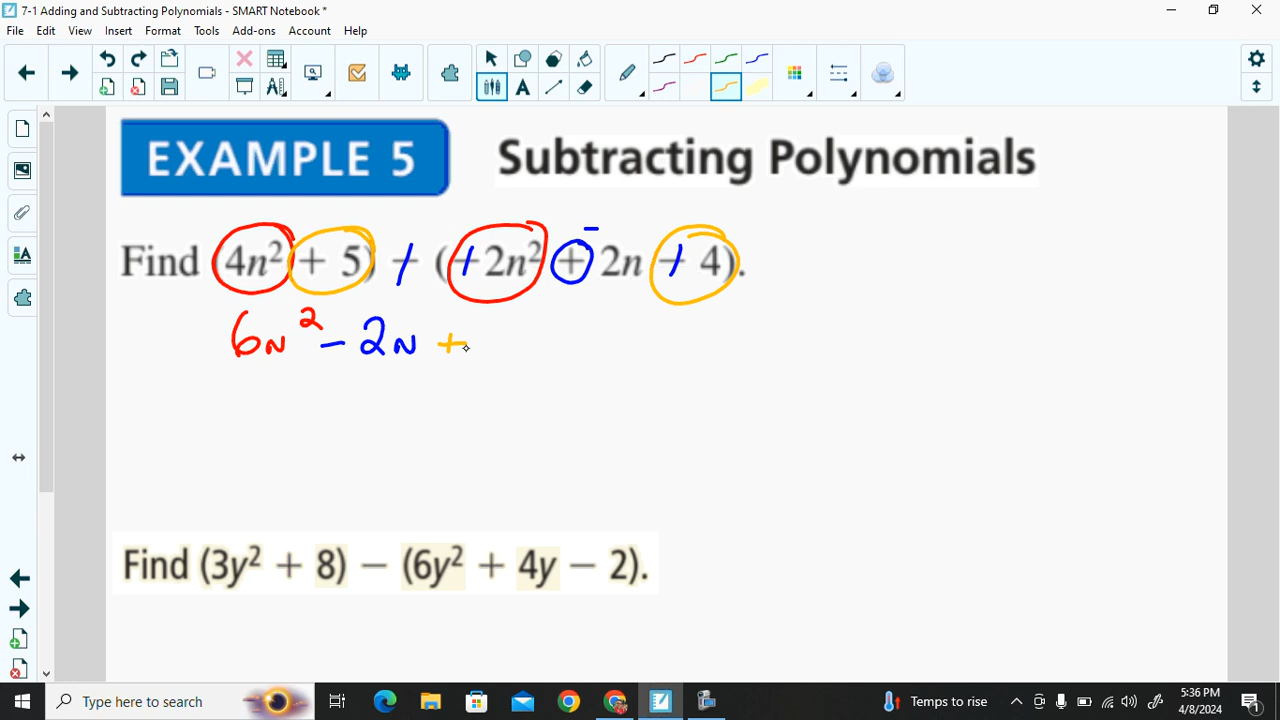 7-1 Adding and Subtracting Polynomials - SMART Notebook *
File Edit View Insert Format Tools Add-ons Account Help
EXAMPLE 5 Subtracting Polynomials
Find (4n² + 5) + (+2n² + - 2n + 4).
6n² - 2n +
Find (3y² + 8) − (6y² + 4y − 2).
Type here to search
Temps to rise
5:36 PM
4/8/2024
1